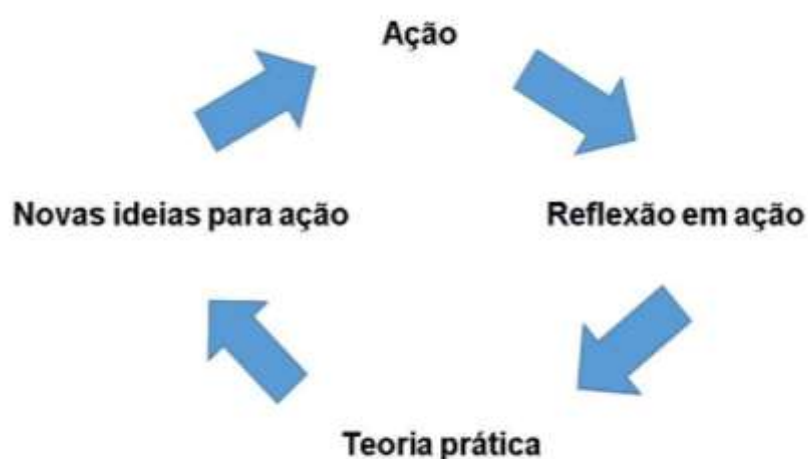 Ação
Novas ideias para ação
Reflexão em ação
Teoria prática